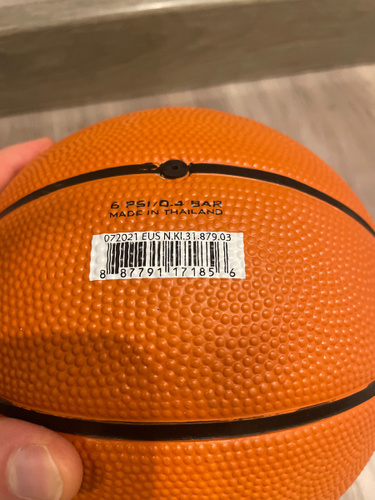 6 PSI/0.4 BAR
MADE IN THAILAND
072021 EUS N.KI.31.879.03
8 87791 17185 6